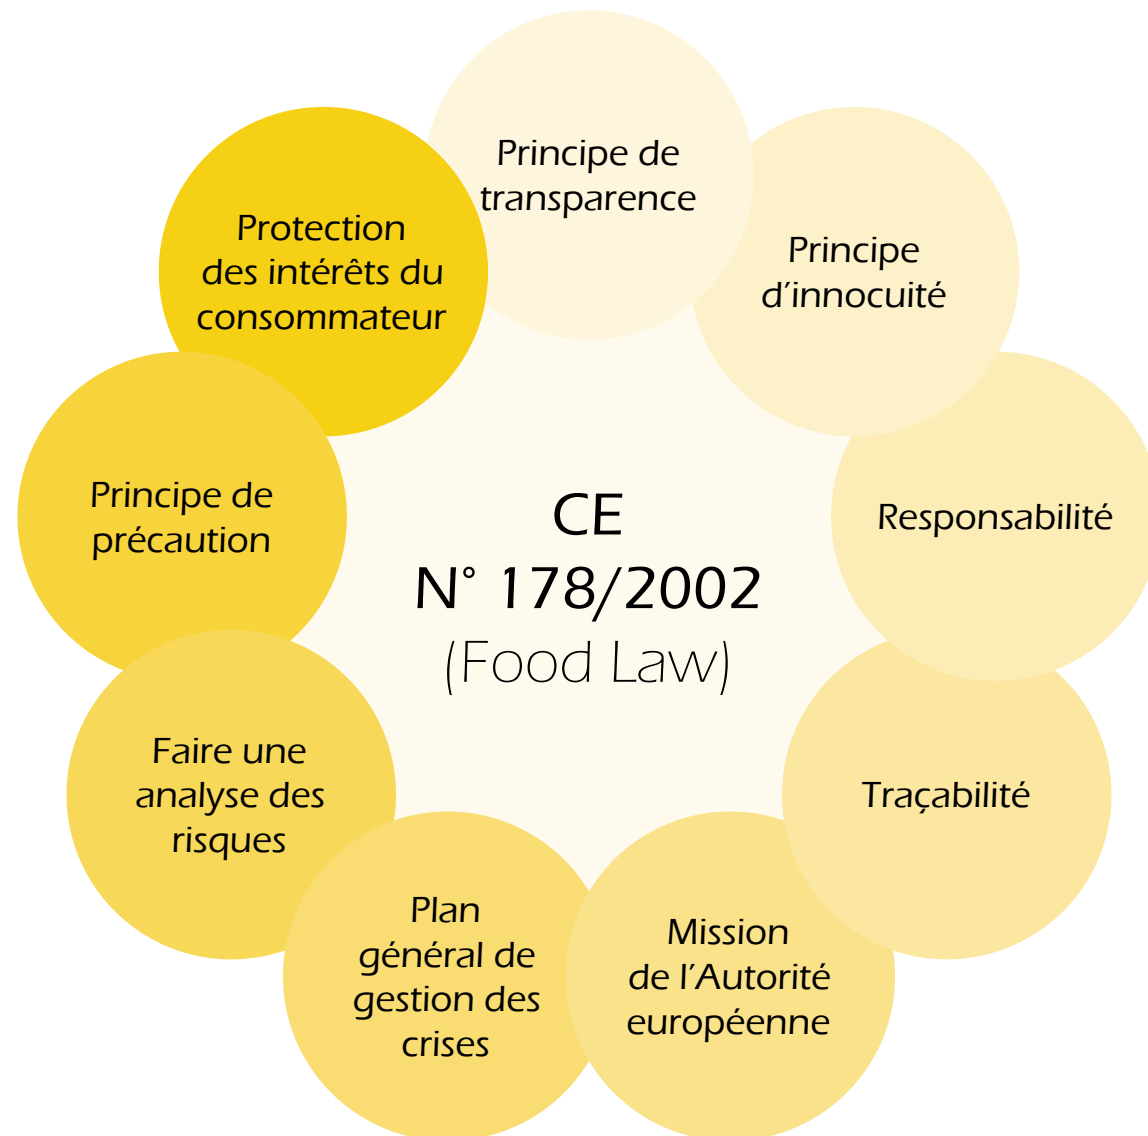 Principe de
transparence
Principe
d'innocuité
Responsabilité
Traçabilité
Mission
de l'Autorité
européenne
Plan
général de
gestion des
crises
Faire une
analyse des
risques
Principe de
précaution
Protection
des intérêts du
consommateur
CE
N° 178/2002
(Food Law)